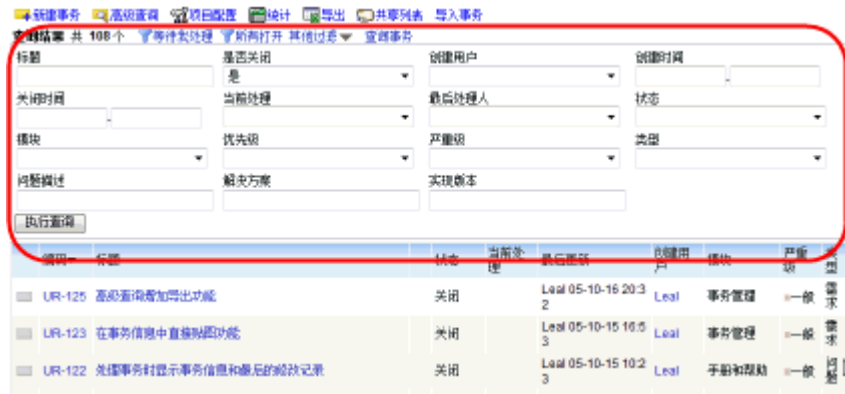 新建事务 高级查询 项目配置 统计 导出 共享列表 导入事务
查询结果 共 108个 等待我处理 所有打开 其他过滤 查询事务
标题 是否关闭 创建用户 创建时间
是
-
关闭时间 当前处理 最后处理人 状态
-
模块 优先级 严重级 类型
问题描述 解决方案 实现版本
执行查询
编码 标题 状态 当前处理 最后更新 创建用户 模块 严重级 类型
UR-125 高级查询增加导出功能 关闭 Leal 05-10-16 20:32 Leal 事务管理 一般 需求
UR-123 在事务信息中直接贴图功能 关闭 Leal 05-10-15 16:53 Leal 事务管理 一般 需求
UR-122 处理事务时显示事务信息和最后的修改记录 关闭 Leal 05-10-15 10:23 Leal 手册和帮助 一般 问题